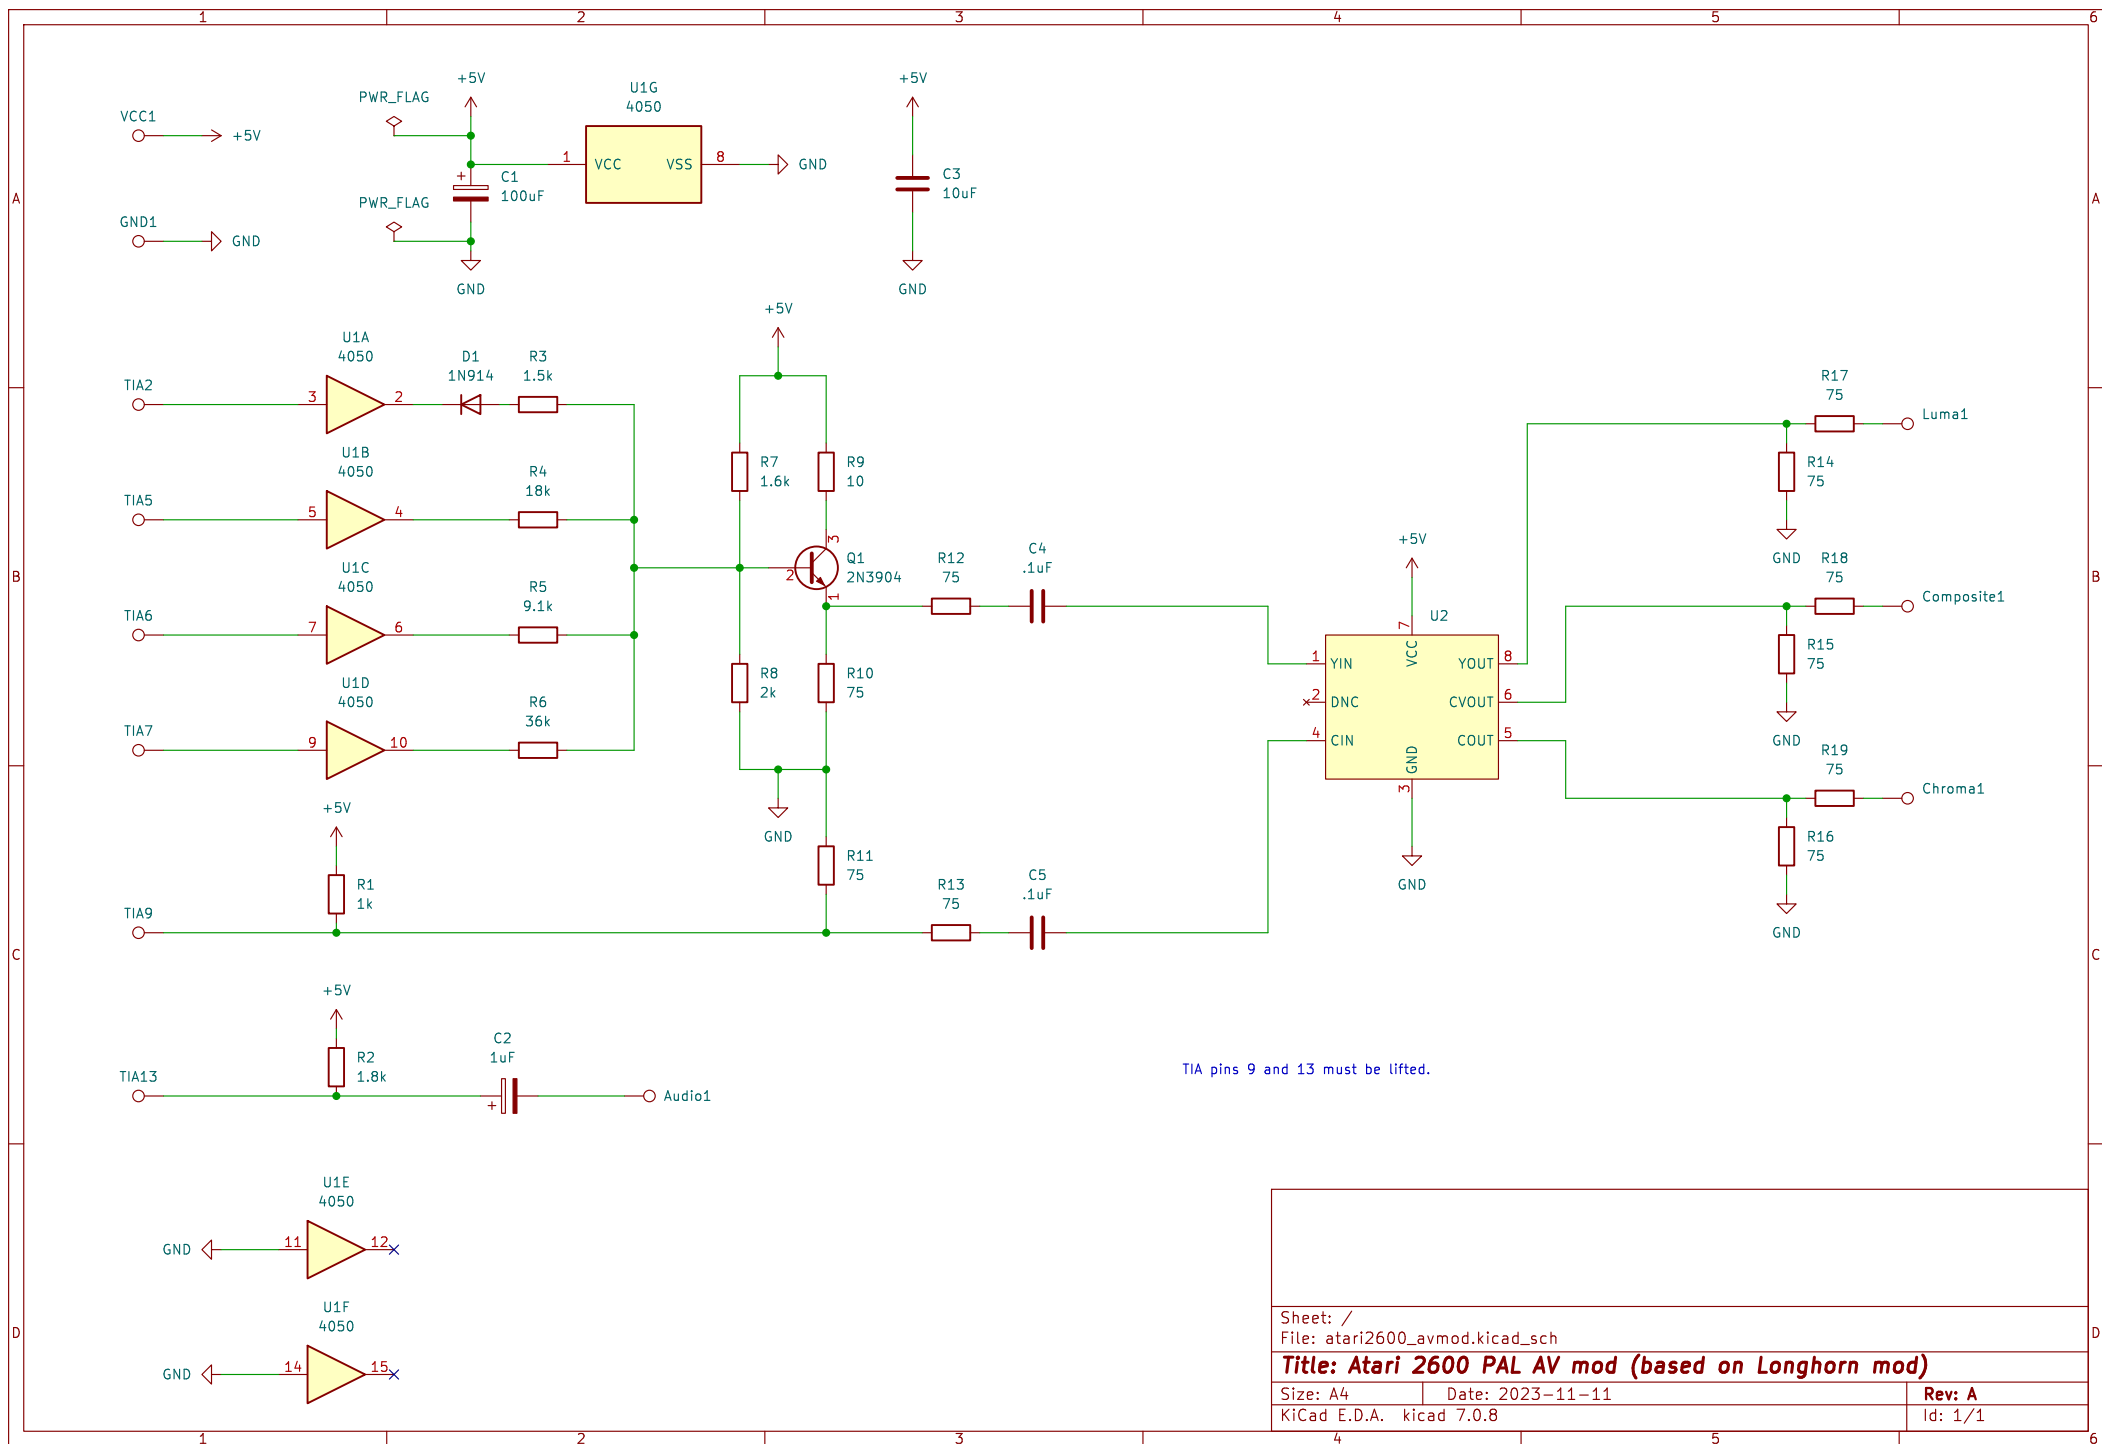 1 2 3 4 5 6
A
B
C
D
A
B
C
D
VCC1
+5V
GND1
GND
PWR_FLAG
+5V
PWR_FLAG
C1
100uF
+
GND
U1G
4050
1 VCC VSS 8
GND
+5V
C3
10uF
GND
TIA2
U1A
4050
3 2
D1
1N914
R3
1.5k
TIA5
U1B
4050
5 4
R4
18k
TIA6
U1C
4050
7 6
R5
9.1k
TIA7
U1D
4050
9 10
R6
36k
+5V
R7
1.6k
R9
10
Q1
2N3904
3
2
1
R8
2k
R10
75
GND
R11
75
R12
75
C4
.1uF
R13
75
C5
.1uF
+5V
R1
1k
TIA9
+5V
U2
7
VCC
1 YIN YOUT 8
2 DNC CVOUT 6
4 CIN COUT 5
GND
3
GND
R17
75
Luma1
R14
75
GND
R18
75
Composite1
R15
75
GND
R19
75
Chroma1
R16
75
GND
+5V
R2
1.8k
TIA13
C2
1uF
+
Audio1
TIA pins 9 and 13 must be lifted.
U1E
4050
GND 11 12
U1F
4050
GND 14 15
Sheet: /
File: atari2600_avmod.kicad_sch
Title: Atari 2600 PAL AV mod (based on Longhorn mod)
Size: A4 Date: 2023-11-11 Rev: A
KiCad E.D.A. kicad 7.0.8 Id: 1/1
1 2 3 4 5 6